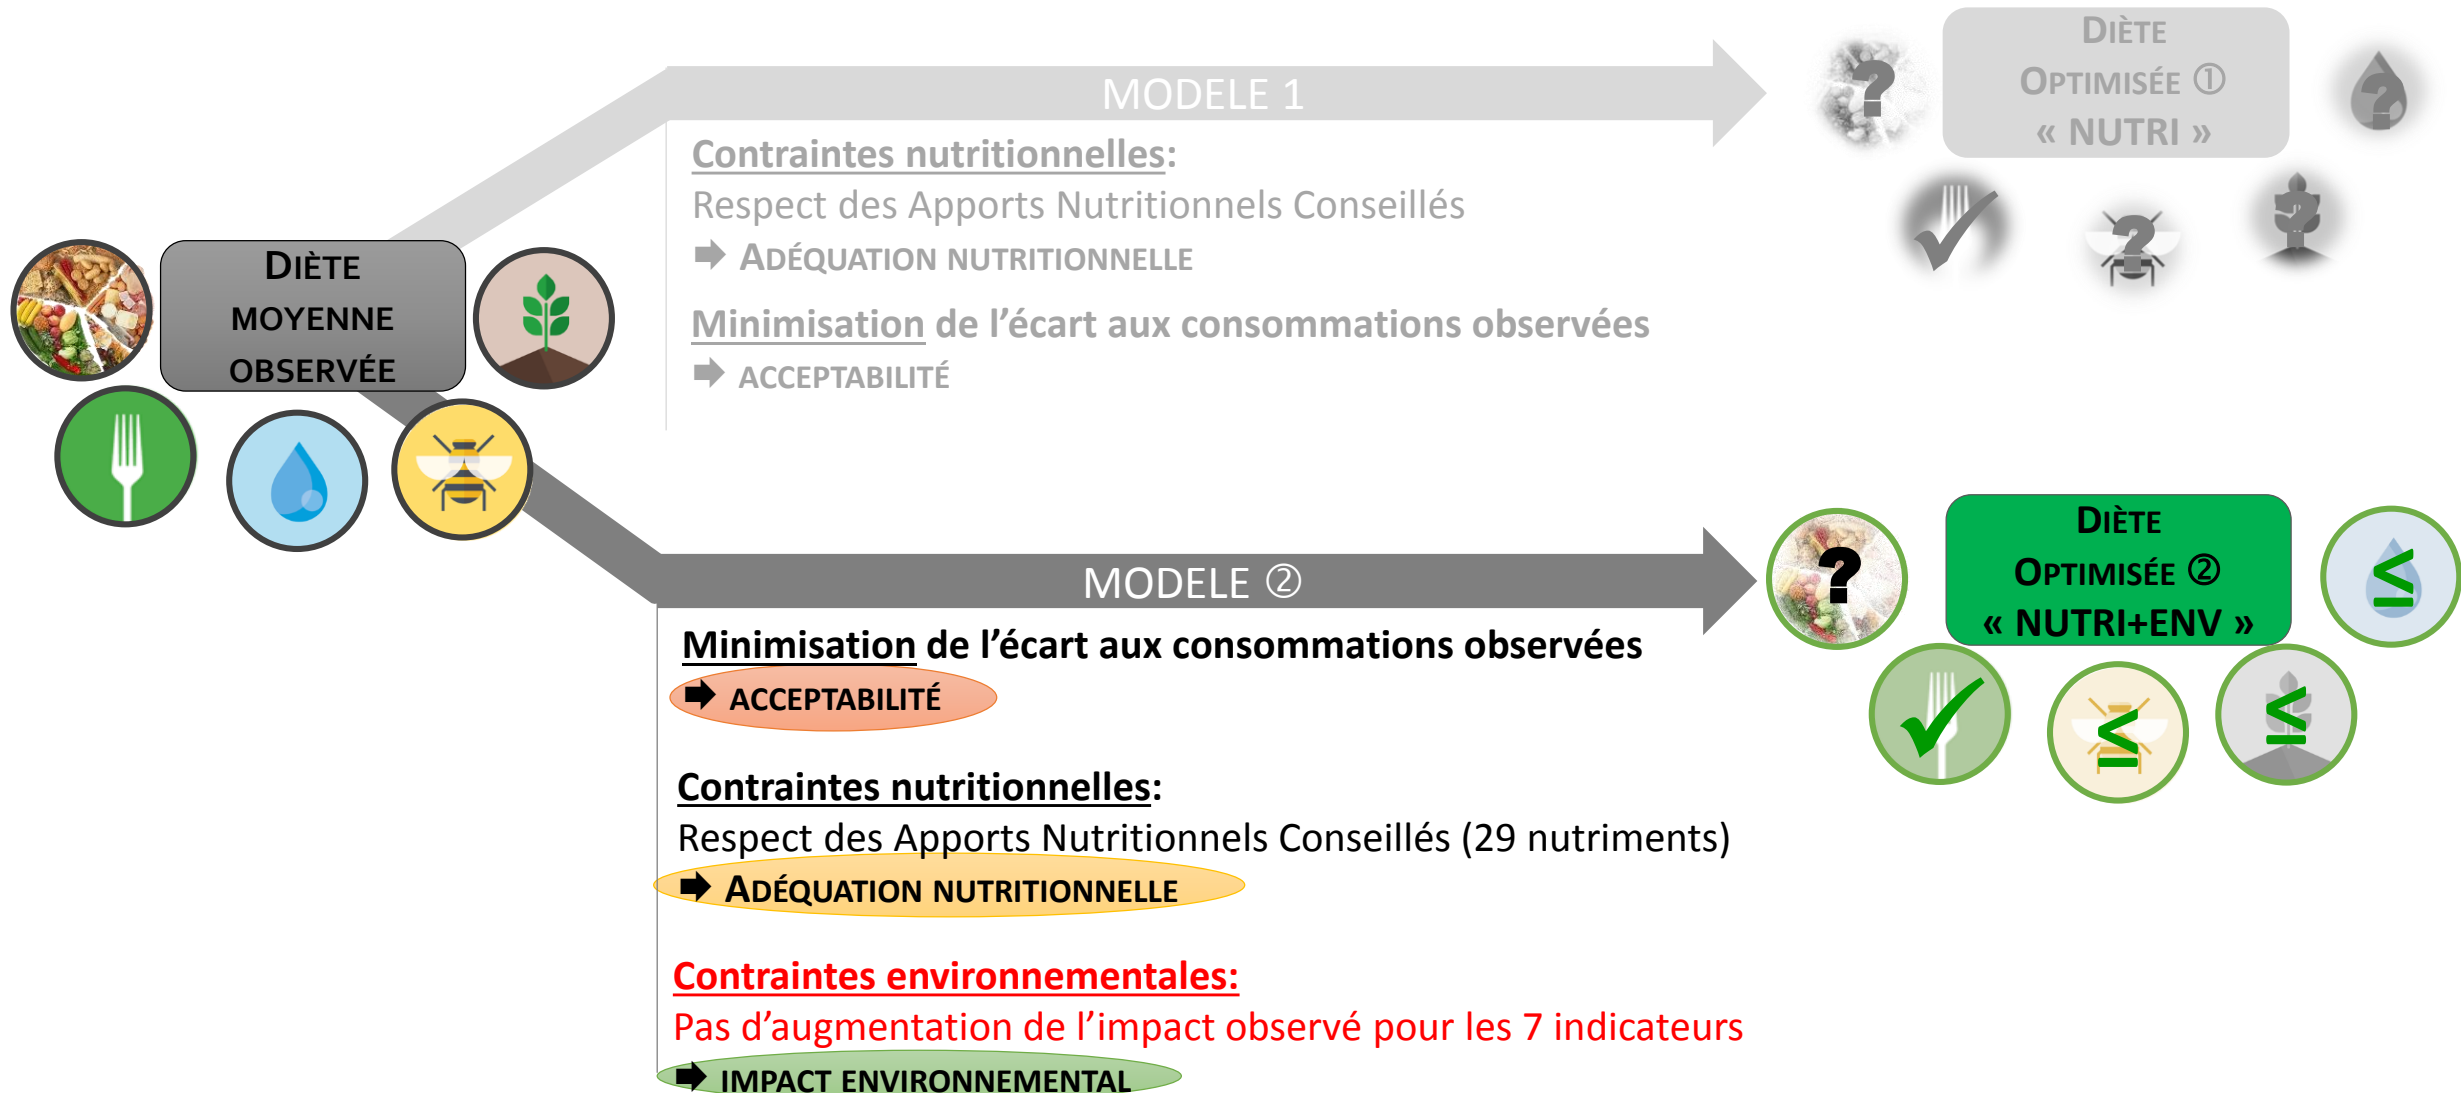 MODELE 1
DIÈTE
OPTIMISÉE ①
« NUTRI »
?
?
?
?
Contraintes nutritionnelles:
Respect des Apports Nutritionnels Conseillés
➡ ADÉQUATION NUTRITIONNELLE
Minimisation de l’écart aux consommations observées
➡ ACCEPTABILITÉ
DIÈTE
MOYENNE
OBSERVÉE
MODELE ②
?
DIÈTE
OPTIMISÉE ②
« NUTRI+ENV »
≤
≤
≤
Minimisation de l’écart aux consommations observées
➡ ACCEPTABILITÉ
Contraintes nutritionnelles:
Respect des Apports Nutritionnels Conseillés (29 nutriments)
➡ ADÉQUATION NUTRITIONNELLE
Contraintes environnementales:
Pas d’augmentation de l’impact observé pour les 7 indicateurs
➡ IMPACT ENVIRONNEMENTAL